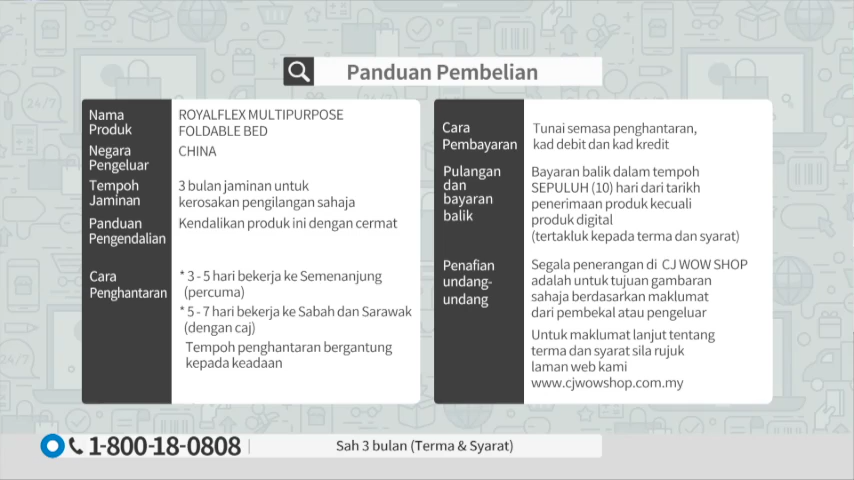 Panduan Pembelian
Nama
Produk
ROYALFLEX MULTIPURPOSE
FOLDABLE BED
Negara
Pengeluar
CHINA
Tempoh
Jaminan
3 bulan jaminan untuk
kerosakan pengilangan sahaja
Panduan
Pengendalian
Kendalikan produk ini dengan cermat
Cara
Penghantaran
* 3 - 5 hari bekerja ke Semenanjung
(percuma)
* 5 - 7 hari bekerja ke Sabah dan Sarawak
(dengan caj)
Tempoh penghantaran bergantung
kepada keadaan
Cara
Pembayaran
Tunai semasa penghantaran,
kad debit dan kad kredit
Pulangan
dan
bayaran
balik
Bayaran balik dalam tempoh
SEPULUH (10) hari dari tarikh
penerimaan produk kecuali
produk digital
(tertakluk kepada terma dan syarat)
Penafian
undang-
undang
Segala penerangan di CJ WOW SHOP
adalah untuk tujuan gambaran
sahaja berdasarkan maklumat
dari pembekal atau pengeluar
Untuk maklumat lanjut tentang
terma dan syarat sila rujuk
laman web kami
www.cjwowshop.com.my
1-800-18-0808
Sah 3 bulan (Terma & Syarat)
24/7
24/7